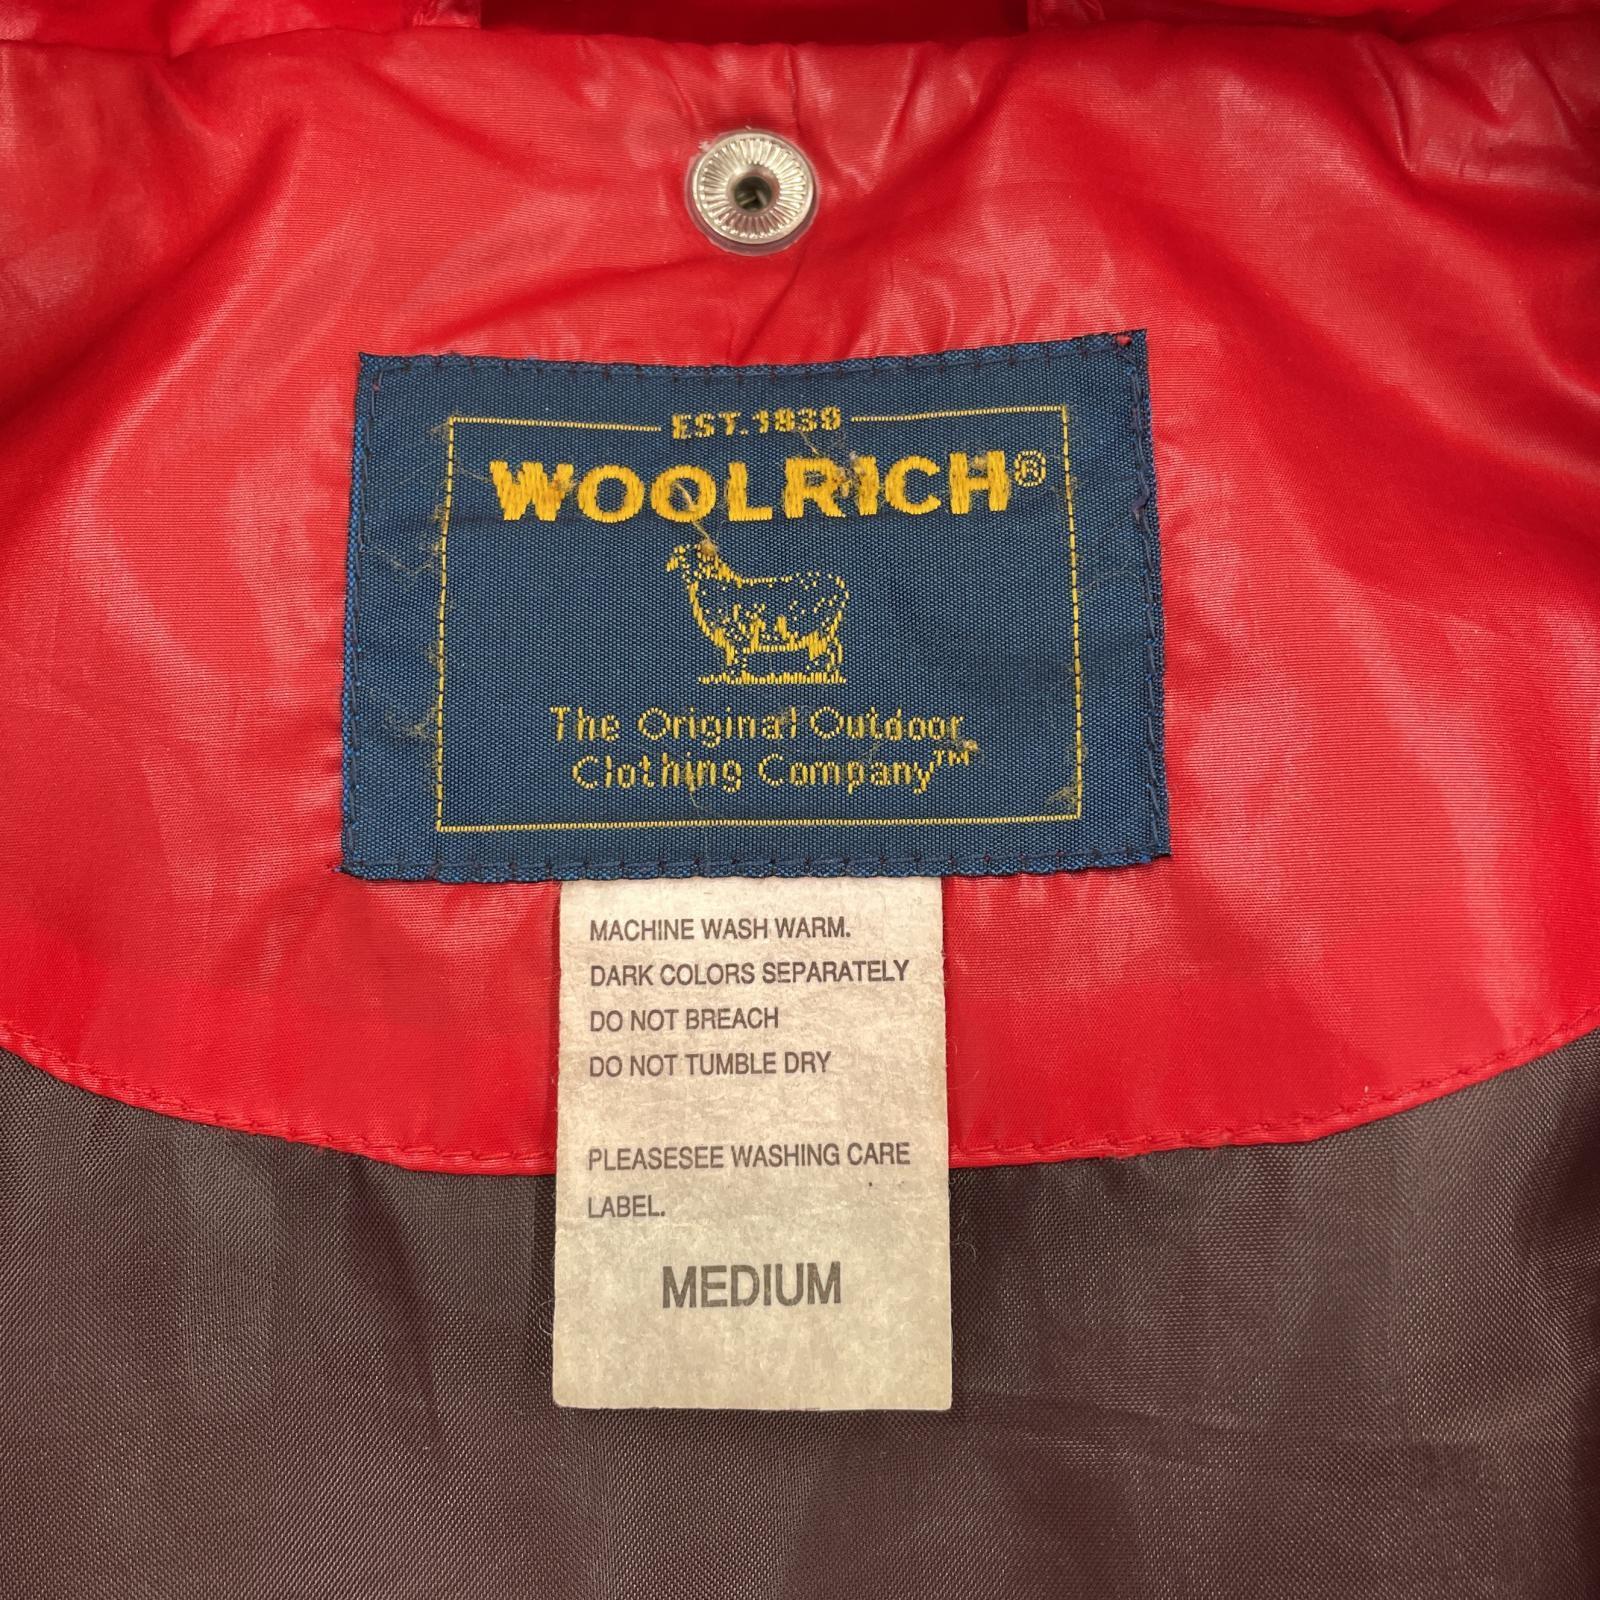 EST.1839
WOOLRICH®
The Original Outdoor
Clothing Company™
MACHINE WASH WARM.
DARK COLORS SEPARATELY
DO NOT BREACH
DO NOT TUMBLE DRY
PLEASESEE WASHING CARE
LABEL.
MEDIUM